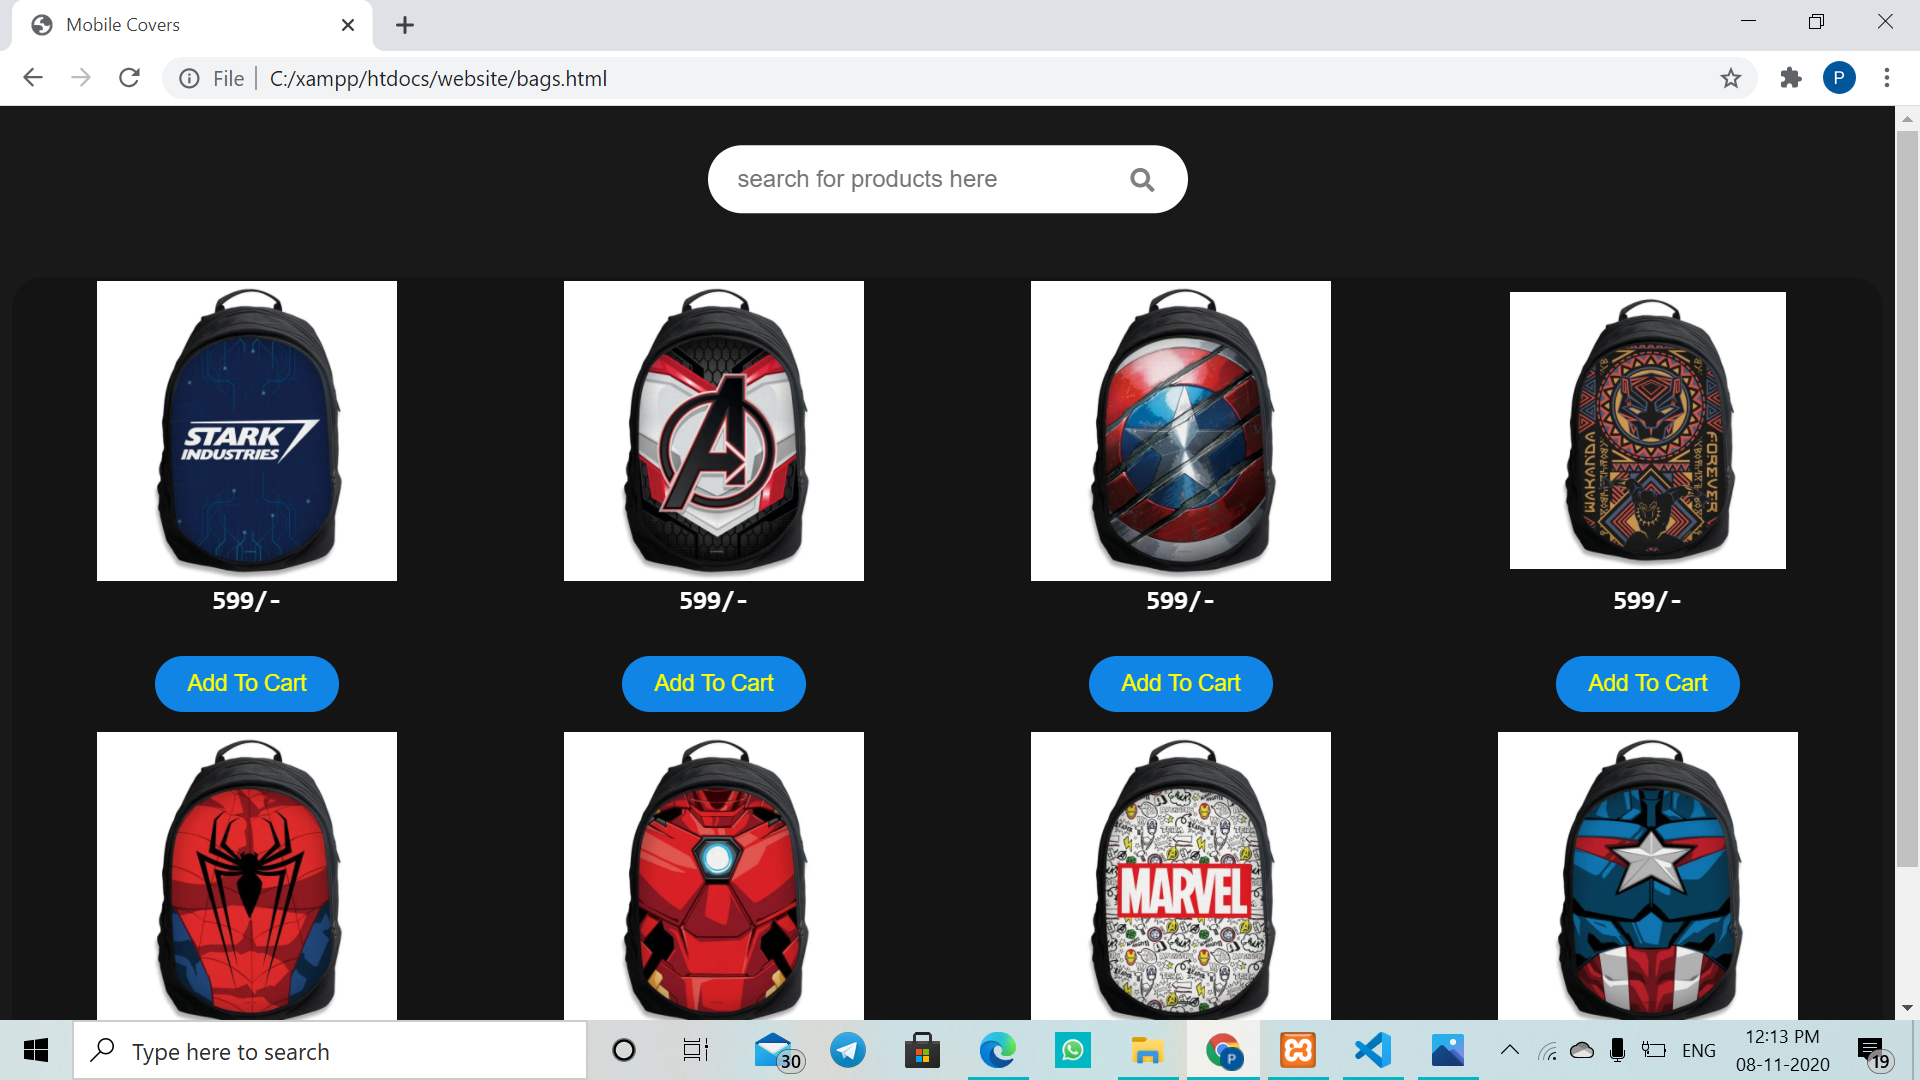 Mobile Covers
File
C:/xampp/htdocs/website/bags.html
P
search for products here
STARK
INDUSTRIES
A
WAKANDA
FOREVER
599/-
599/-
599/-
599/-
Add To Cart
Add To Cart
Add To Cart
Add To Cart
MARVEL
Type here to search
30
P
ENG
12:13 PM
08-11-2020
19